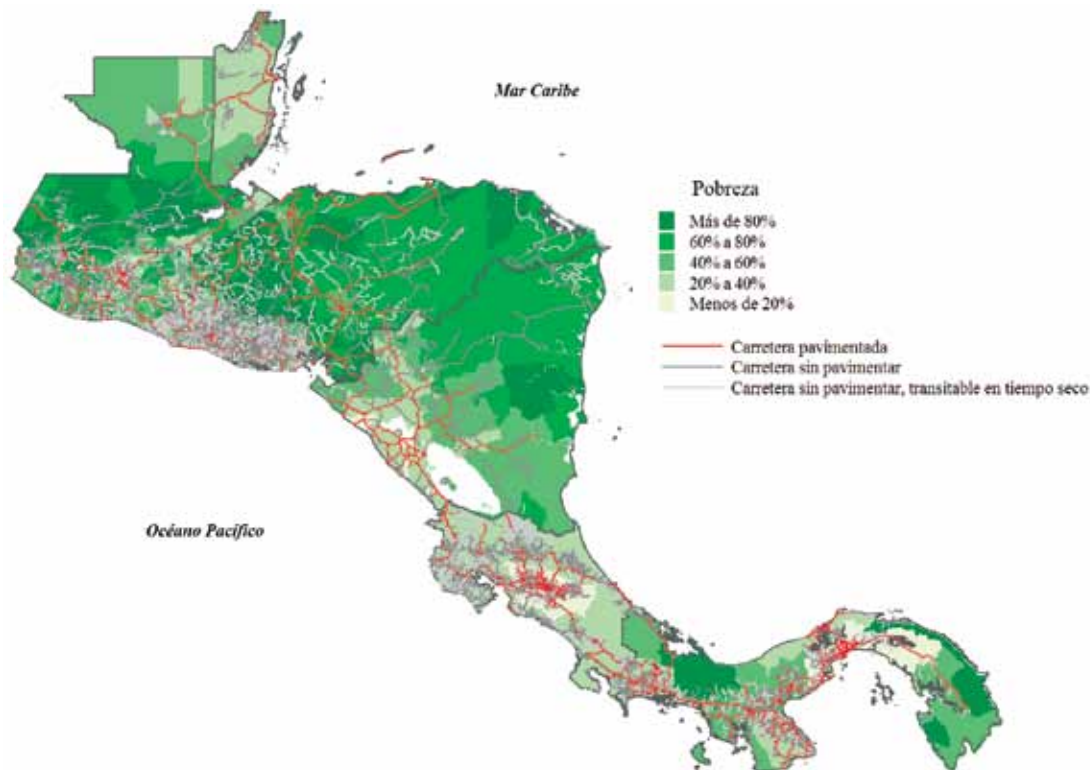 Mar Caribe
Pobreza
Más de 80%
60% a 80%
40% a 60%
20% a 40%
Menos de 20%
Carretera pavimentada
Carretera sin pavimentar
Carretera sin pavimentar, transitable en tiempo seco
Océano Pacífico